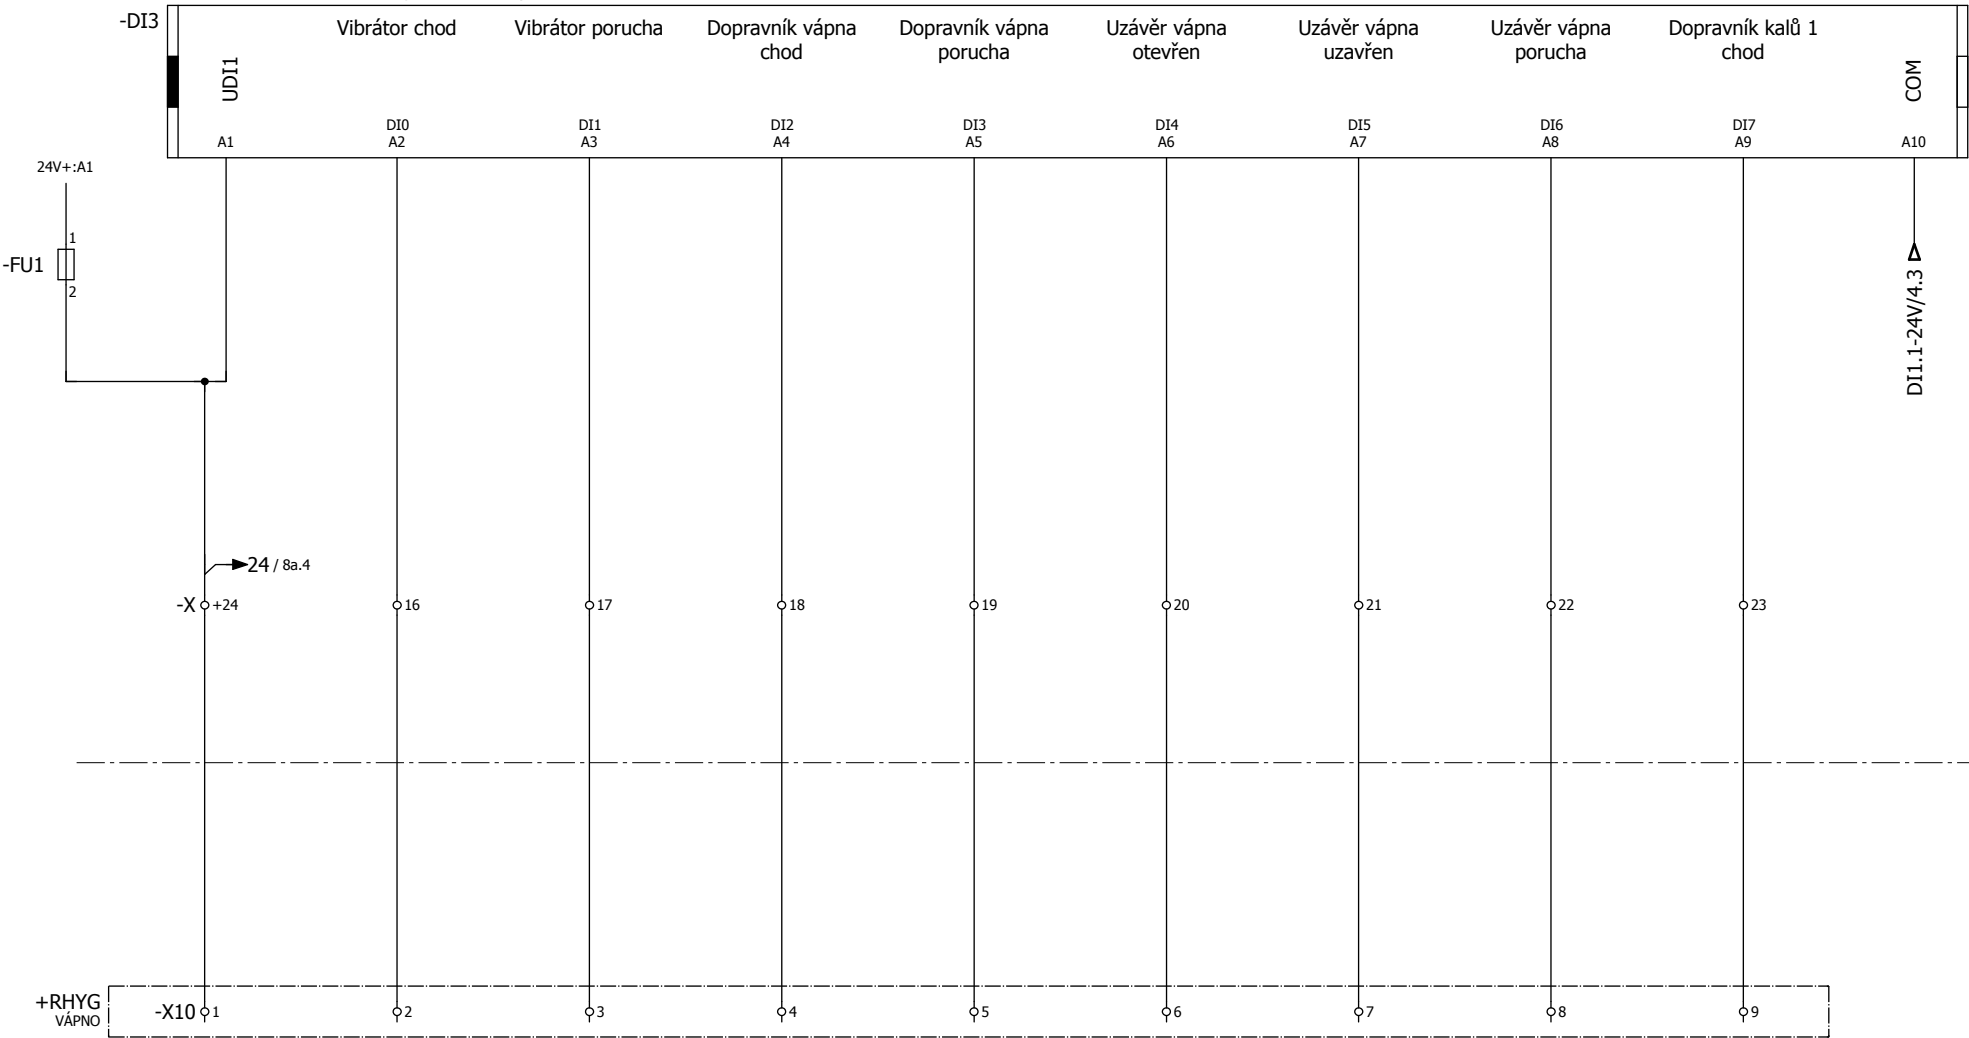 -DI3
UDI1
Vibrátor chod
Vibrátor porucha
Dopravník vápna
chod
Dopravník vápna
porucha
Uzávěr vápna
otevřen
Uzávěr vápna
uzavřen
Uzávěr vápna
porucha
Dopravník kalů 1
chod
COM
A1
DI0
A2
DI1
A3
DI2
A4
DI3
A5
DI4
A6
DI5
A7
DI6
A8
DI7
A9
A10
24V+:A1
1
-FU1
2
DI1.1-24V/4.3
24 / 8a.4
-X +24 16 17 18 19 20 21 22 23
+RHYG
VÁPNO
-X10 1 2 3 4 5 6 7 8 9